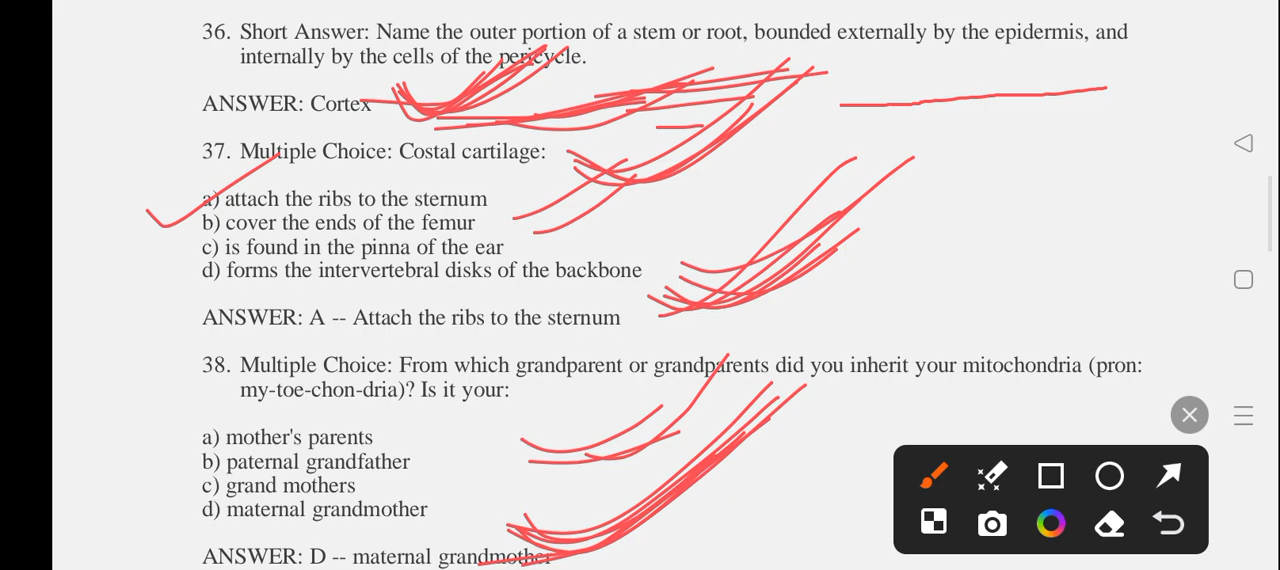 36. Short Answer: Name the outer portion of a stem or root, bounded externally by the epidermis, and
internally by the cells of the pericycle.
ANSWER: Cortex
37. Multiple Choice: Costal cartilage:
a) attach the ribs to the sternum
b) cover the ends of the femur
c) is found in the pinna of the ear
d) forms the intervertebral disks of the backbone
ANSWER: A -- Attach the ribs to the sternum
38. Multiple Choice: From which grandparent or grandparents did you inherit your mitochondria (pron:
my-toe-chon-dria)? Is it your:
a) mother's parents
b) paternal grandfather
c) grand mothers
d) maternal grandmother
ANSWER: D -- maternal grandmother